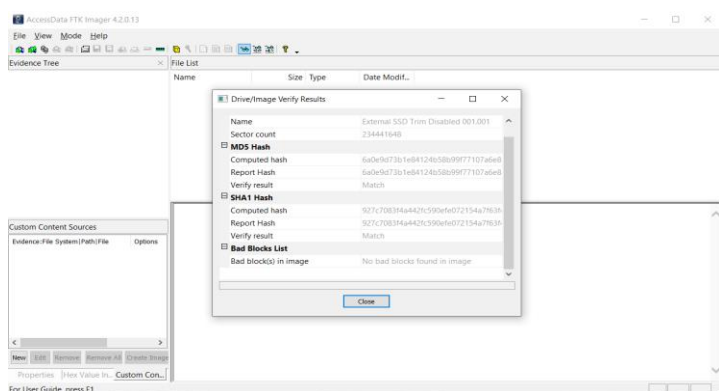 AccessData FTK Imager 4.2.0.13
File View Mode Help
Evidence Tree
File List
Name Size Type Date Modif...
Drive/Image Verify Results
Name External SSD Trim Disabled 001.001
Sector count 234441648
MD5 Hash
Computed hash 6a0e9d73b1e84124b58b99f77107a6e8
Report Hash 6a0e9d73b1e84124b58b99f77107a6e8
Verify result Match
SHA1 Hash
Computed hash 927c7083f4a442fc590efe072154a7f63f
Report Hash 927c7083f4a442fc590efe072154a7f63f
Verify result Match
Bad Blocks List
Bad block(s) in image No bad blocks found in image
Close
Custom Content Sources
Evidence:File System|Path|File Options
New Edit Remove Remove All Create Image
Properties Hex Value In... Custom Con...
For User Guide, press F1